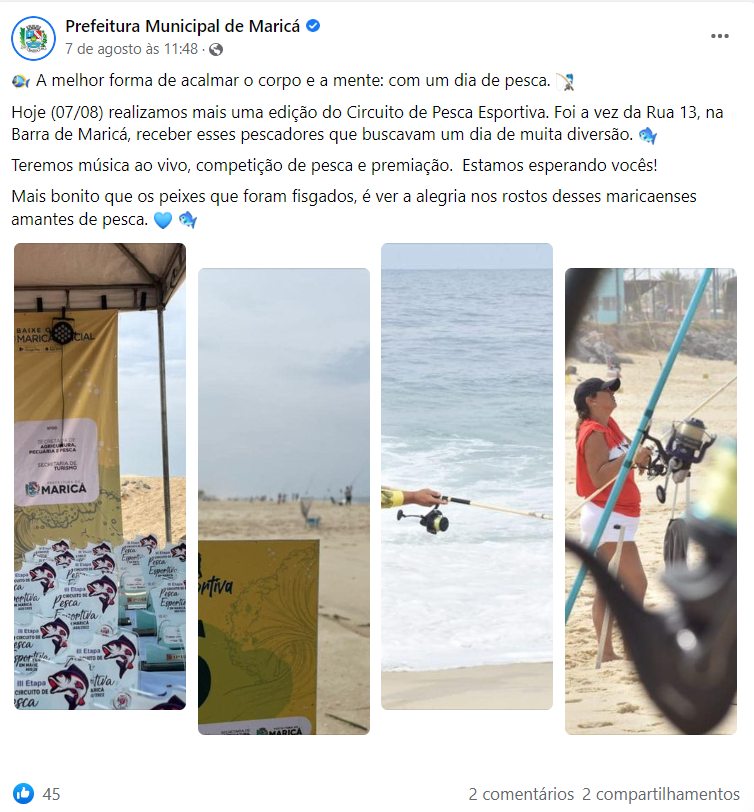 Prefeitura Municipal de Maricá
7 de agosto às 11:48 ·
A melhor forma de acalmar o corpo e a mente: com um dia de pesca.
Hoje (07/08) realizamos mais uma edição do Circuito de Pesca Esportiva. Foi a vez da Rua 13, na
Barra de Maricá, receber esses pescadores que buscavam um dia de muita diversão.
Teremos música ao vivo, competição de pesca e premiação. Estamos esperando vocês!
Mais bonito que os peixes que foram fisgados, é ver a alegria nos rostos desses maricaenses
amantes de pesca.
BAIXE O
MARICÁ
SECRETARIA DE
AGRICULTURA,
PECUÁRIA E PESCA
SECRETARIA DE
TURISMO
PREFEITURA DE
MARICÁ
III Etapa
CIRCUITO DE
Pesca
Esportiva
MARICÁ
45
2 comentários 2 compartilhamentos